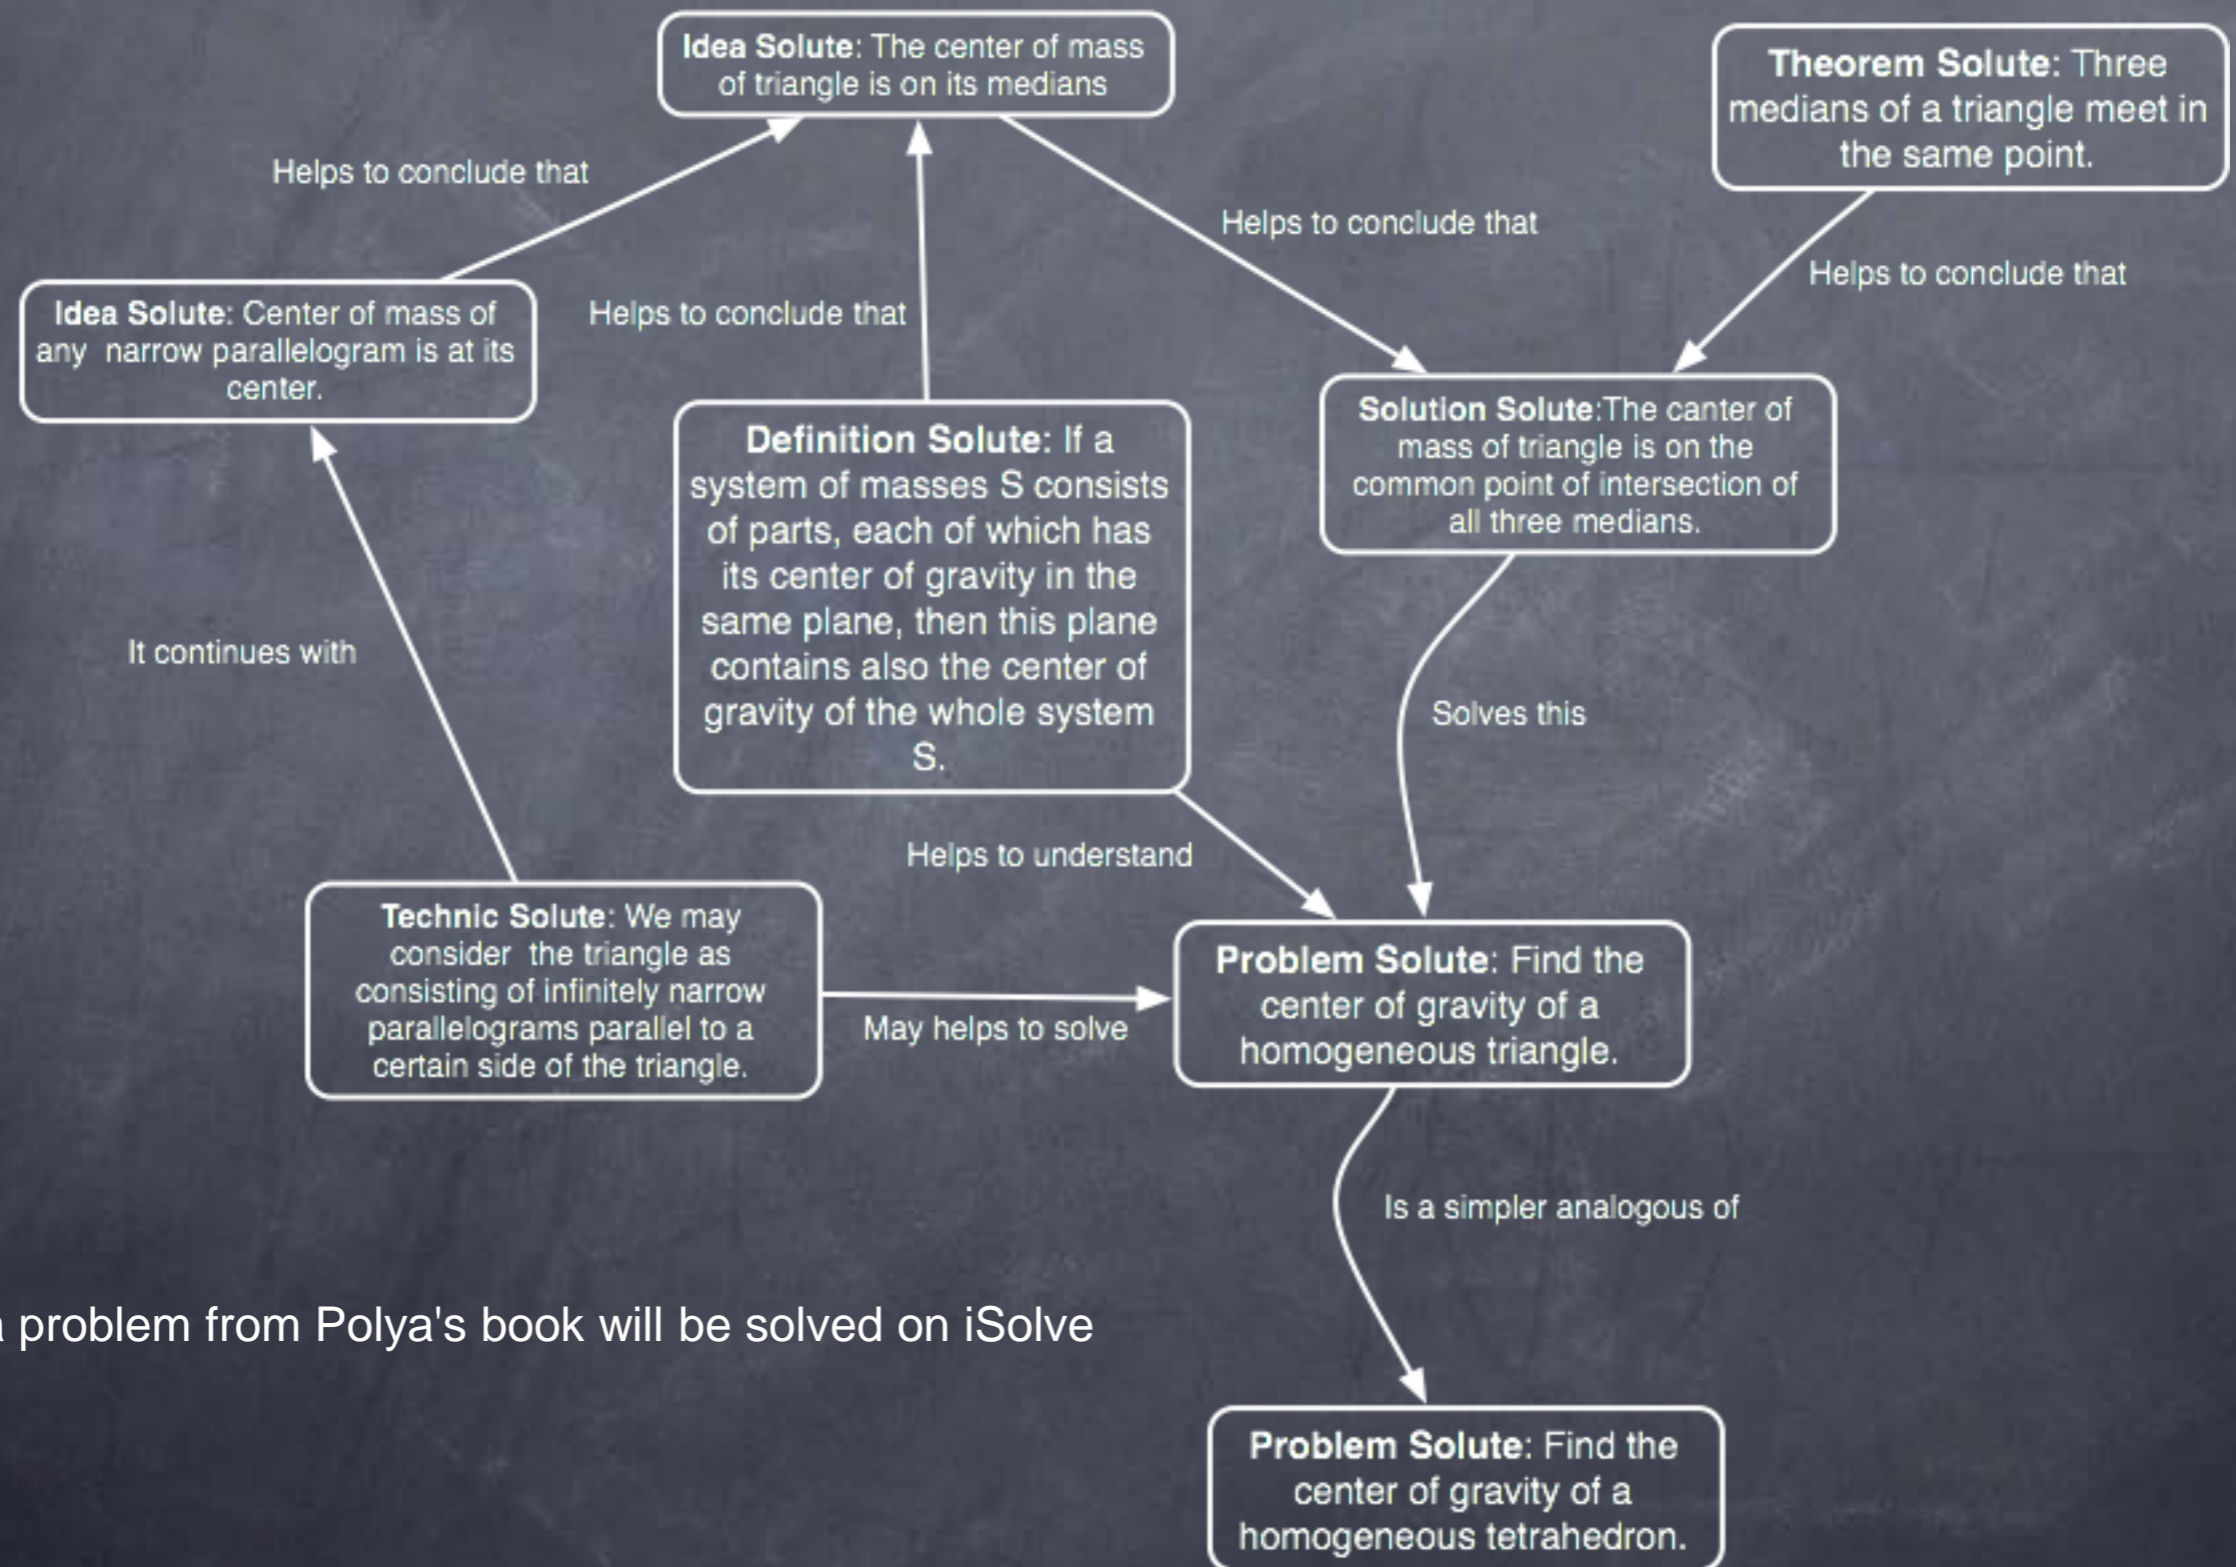 Idea Solute: The center of mass
of triangle is on its medians
Theorem Solute: Three
medians of a triangle meet in
the same point.
Helps to conclude that
Helps to conclude that
Helps to conclude that
Idea Solute: Center of mass of
any narrow parallelogram is at its
center.
Helps to conclude that
Definition Solute: If a
system of masses S consists
of parts, each of which has
its center of gravity in the
same plane, then this plane
contains also the center of
gravity of the whole system
S.
Solution Solute:The canter of
mass of triangle is on the
common point of intersection of
all three medians.
It continues with
Solves this
Helps to understand
Technic Solute: We may
consider the triangle as
consisting of infinitely narrow
parallelograms parallel to a
certain side of the triangle.
May helps to solve
Problem Solute: Find the
center of gravity of a
homogeneous triangle.
Is a simpler analogous of
a problem from Polya's book will be solved on iSolve
Problem Solute: Find the
center of gravity of a
homogeneous tetrahedron.